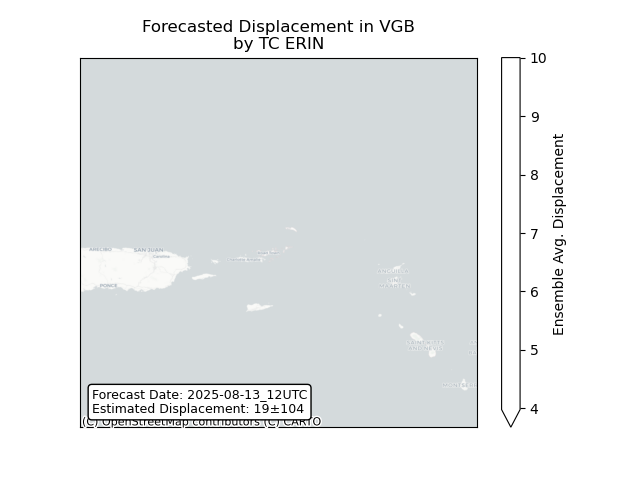 Forecasted Displacement in VGB
by TC ERIN
10
9
8
7
6
5
4
Ensemble Avg. Displacement
SAN JUAN
PONCE
Forecast Date: 2025-08-13_12UTC
Estimated Displacement: 19±104
(C) OpenStreetMap contributors (C) CARTO